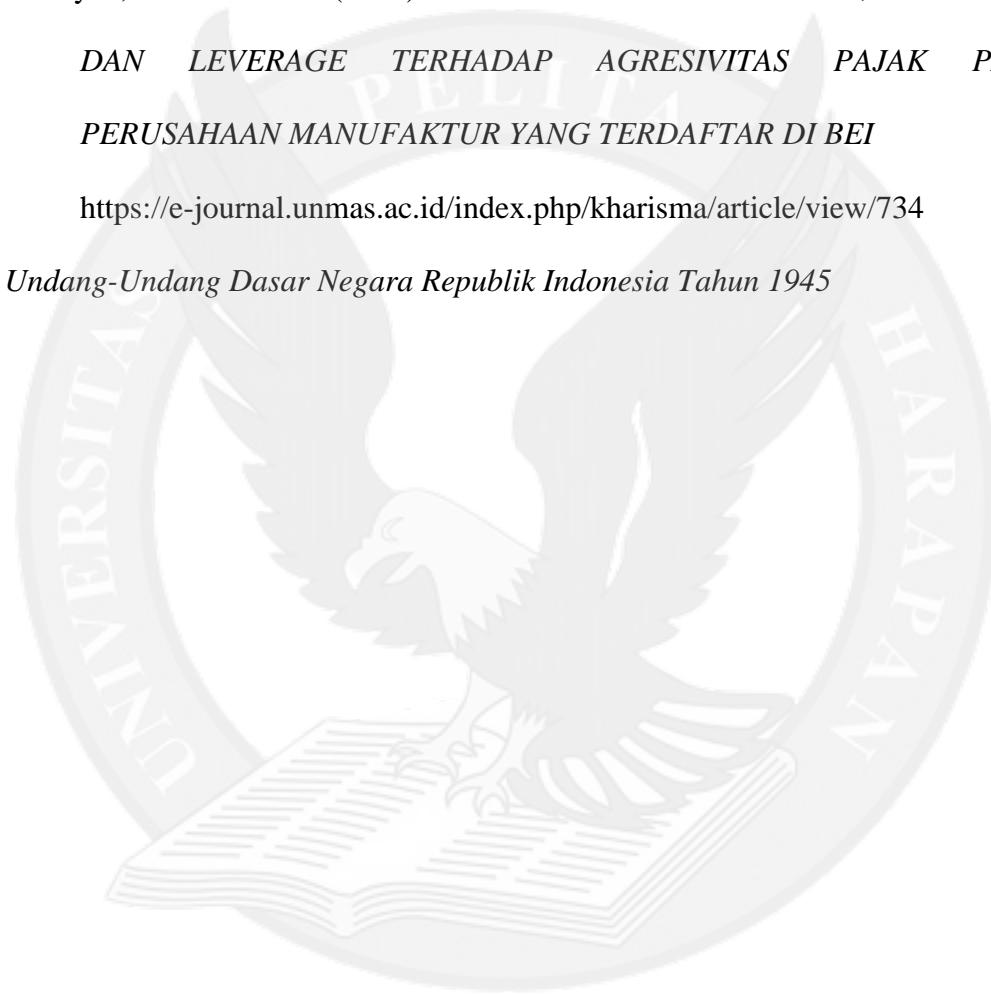 DAN LEVERAGE TERHADAP AGRESIVITAS PAJAK
PERUSAHAAN MANUFAKTUR YANG TERDAFTAR DI BEI
https://e-journal.unmas.ac.id/index.php/kharisma/article/view/734
Undang-Undang Dasar Negara Republik Indonesia Tahun 1945
UNIVERSITAS PELITA HARAPAN